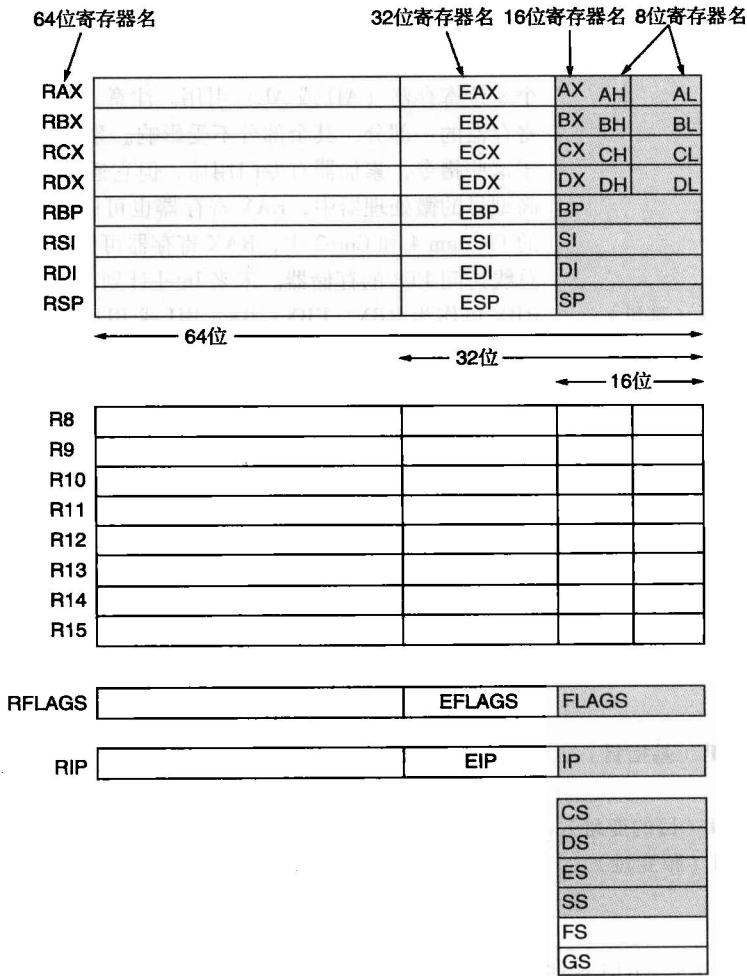 64位寄存器名 32位寄存器名 16位寄存器名 8位寄存器名
RAX EAX AX AH AL
RBX EBX BX BH BL
RCX ECX CX CH CL
RDX EDX DX DH DL
RBP EBP BP
RSI ESI SI
RDI EDI DI
RSP ESP SP
64位
32位
16位
R8
R9
R10
R11
R12
R13
R14
R15
RFLAGS EFLAGS FLAGS
RIP EIP IP
CS
DS
ES
SS
FS
GS